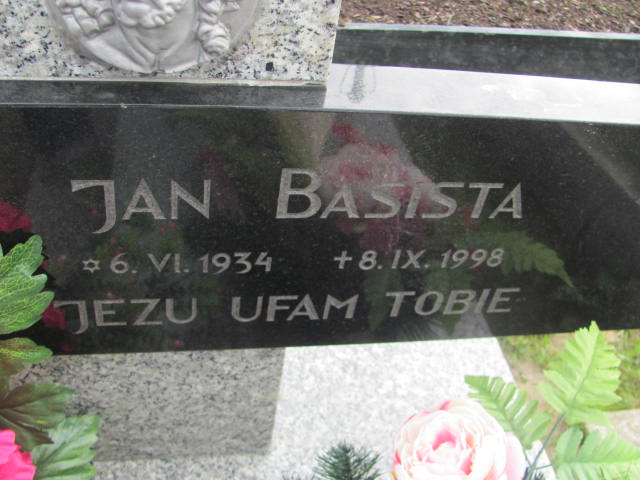 JAN BASISTA
✡ 6. VI. 1934 + 8. IX. 1998
JEZU UFAM TOBIE